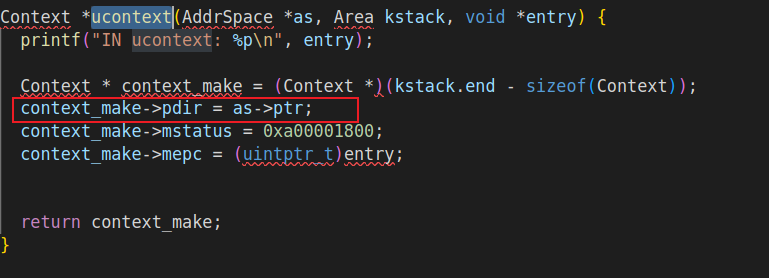 Context *ucontext(AddrSpace *as, Area kstack, void *entry) {
printf("IN ucontext: %p\n", entry);
Context * context_make = (Context *)(kstack.end - sizeof(Context));
context_make->pdir = as->ptr;
context_make->mstatus = 0xa00001800;
context_make->mepc = (uintptr_t)entry;
return context_make;
}